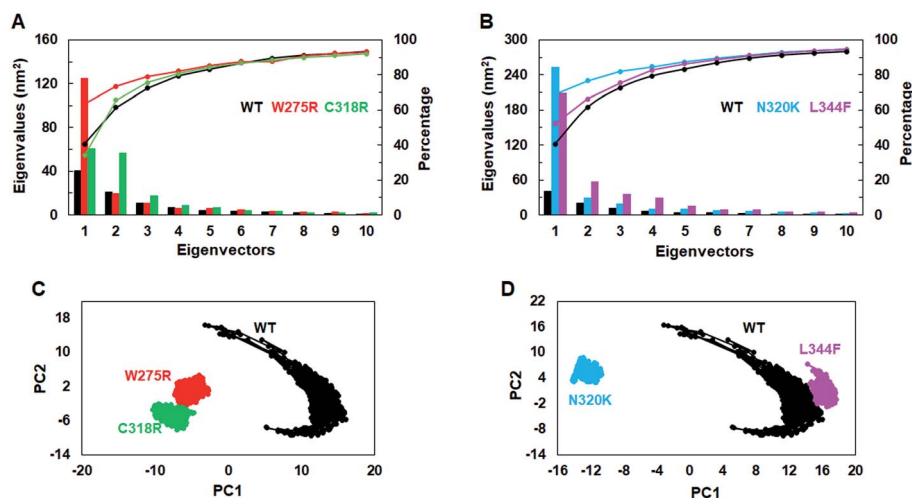 A
160
120
80
40
0
Eigenvalues (nm²)
100
80
60
40
20
0
Percentage
WT W275R C318R
1 2 3 4 5 6 7 8 9 10
Eigenvectors
B
300
240
180
120
60
0
Eigenvalues (nm²)
100
80
60
40
20
0
Percentage
WT N320K L344F
1 2 3 4 5 6 7 8 9 10
Eigenvectors
C
18
10
2
-6
-14
PC2
WT
W275R
C318R
-20 -10 0 10 20
PC1
D
22
16
10
4
-2
-8
-14
PC2
WT
L344F
N320K
-16 -12 -8 -4 0 4 8 12 16 20
PC1